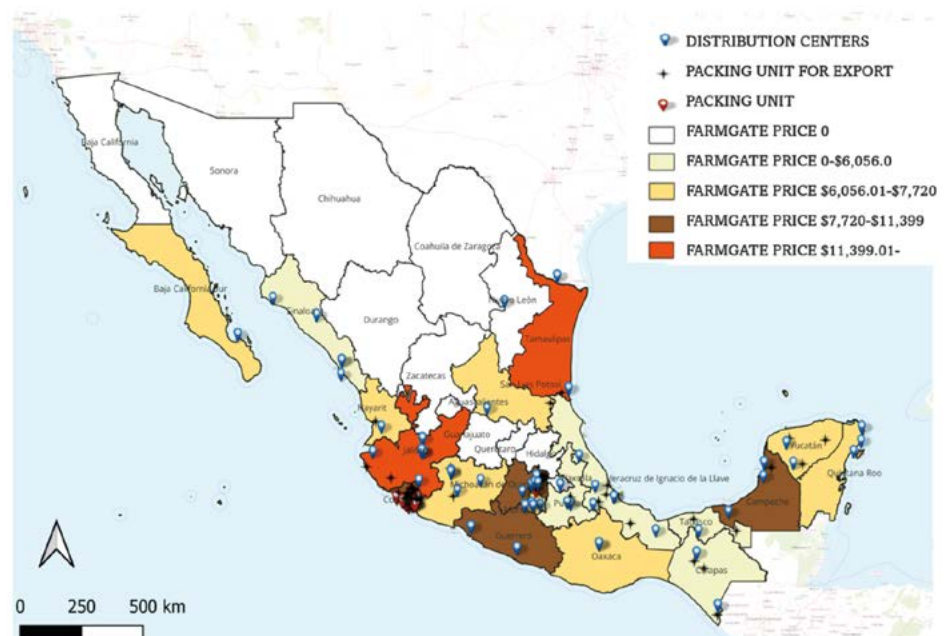 DISTRIBUTION CENTERS
PACKING UNIT FOR EXPORT
PACKING UNIT
FARMGATE PRICE 0
FARMGATE PRICE 0-$6,056.0
FARMGATE PRICE $6,056.01-$7,720
FARMGATE PRICE $7,720-$11,399
FARMGATE PRICE $11,399.01-
Baja California
Sonora
Chihuahua
Coahuila de Zaragoza
Baja California Sur
Sinaloa
Durango
Nuevo León
Tamaulipas
Zacatecas
San Luis Potosí
Aguascalientes
Nayarit
Guanajuato
Jalisco
Querétaro
Hidalgo
Yucatán
Quintana Roo
Michoacán de
Tlaxcala
Veracruz de Ignacio de la Llave
Campeche
Tabasco
Guerrero
Oaxaca
Chiapas
0 250 500 km